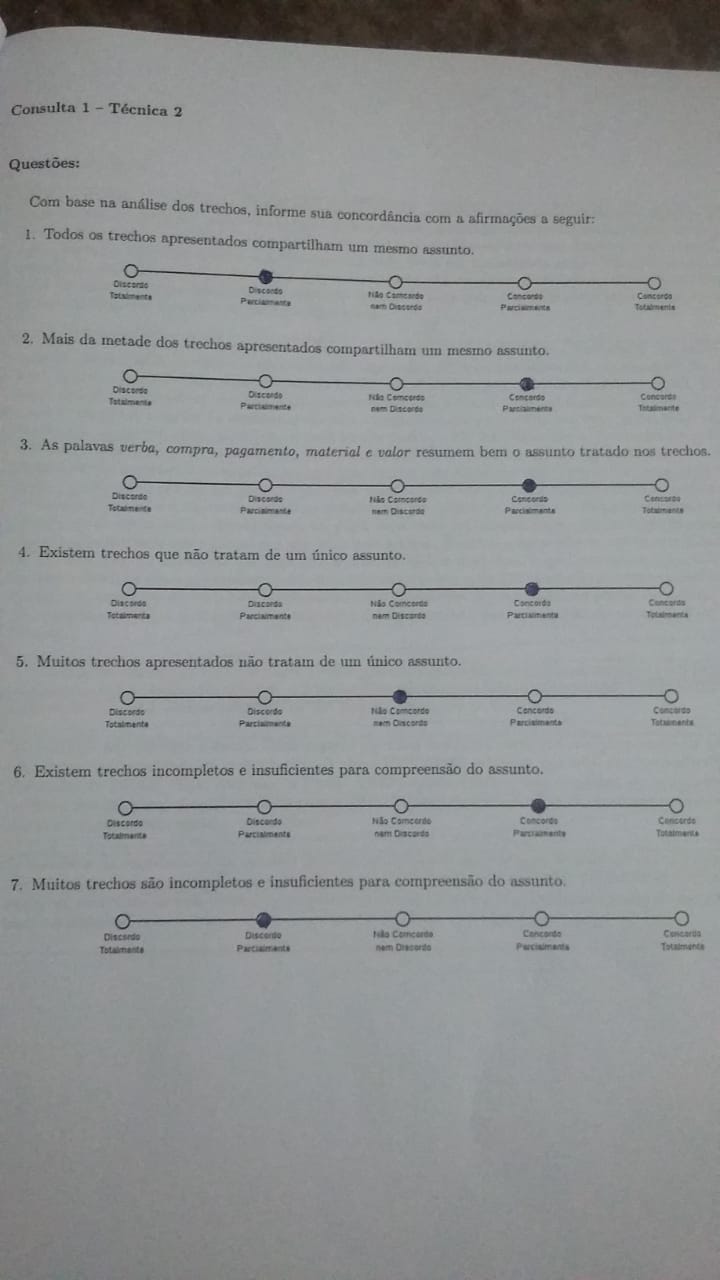 Consulta 1 – Técnica 2
Questões:
Com base na análise dos trechos, informe sua concordância com a afirmações a seguir:
1. Todos os trechos apresentados compartilham um mesmo assunto.
Discordo Totalmente
Discordo Parcialmente
Não Comcordo nem Discordo
Concordo Parcialmente
Concordo Totalmente
2. Mais da metade dos trechos apresentados compartilham um mesmo assunto.
Discordo Totalmente
Discordo Parcialmente
Não Comcordo nem Discordo
Concordo Parcialmente
Concordo Totalmente
3. As palavas verba, compra, pagamento, material e valor resumem bem o assunto tratado nos trechos.
Discordo Totalmente
Discordo Parcialmente
Não Comcordo nem Discordo
Concordo Parcialmente
Concordo Totalmente
4. Existem trechos que não tratam de um único assunto.
Discordo Totalmente
Discordo Parcialmente
Não Comcordo nem Discordo
Concordo Parcialmente
Concordo Totalmente
5. Muitos trechos apresentados não tratam de um único assunto.
Discordo Totalmente
Discordo Parcialmente
Não Comcordo nem Discordo
Concordo Parcialmente
Concordo Totalmente
6. Existem trechos incompletos e insuficientes para compreensão do assunto.
Discordo Totalmente
Discordo Parcialmente
Não Comcordo nem Discordo
Concordo Parcialmente
Concordo Totalmente
7. Muitos trechos são incompletos e insuficientes para compreensão do assunto.
Discordo Totalmente
Discordo Parcialmente
Não Comcordo nem Discordo
Concordo Parcialmente
Concordo Totalmente